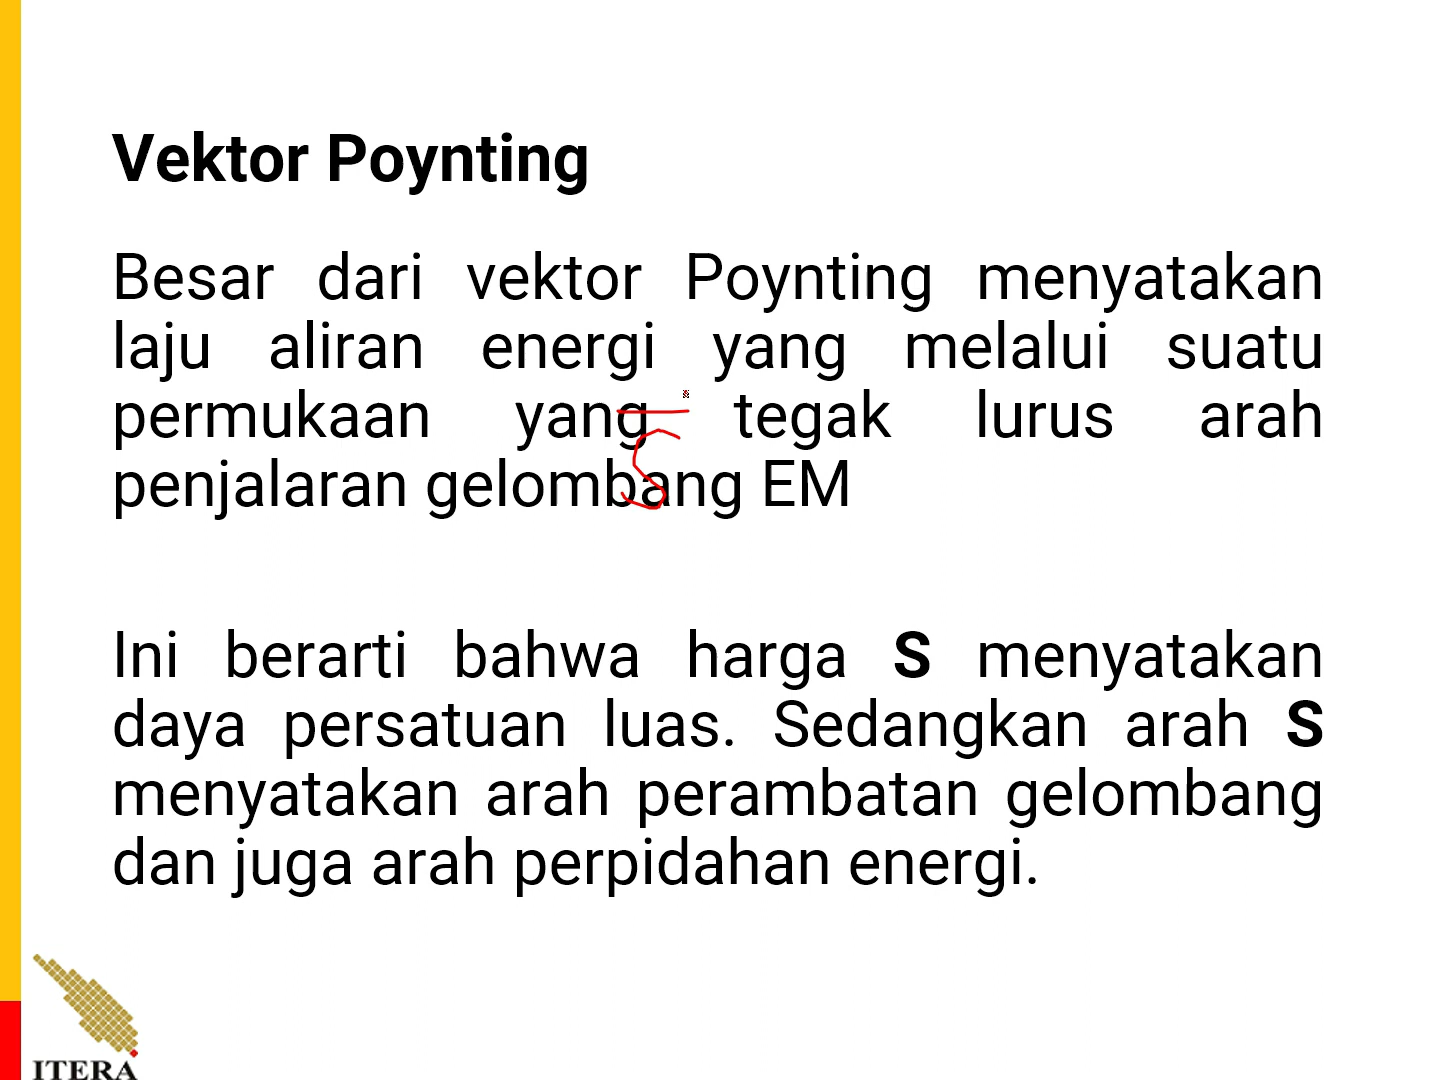 Vektor Poynting
Besar dari vektor Poynting menyatakan
laju aliran energi yang melalui suatu
permukaan yang tegak lurus arah
penjalaran gelombang EM
S
Ini berarti bahwa harga S menyatakan
daya persatuan luas. Sedangkan arah S
menyatakan arah perambatan gelombang
dan juga arah perpidahan energi.
ITERA